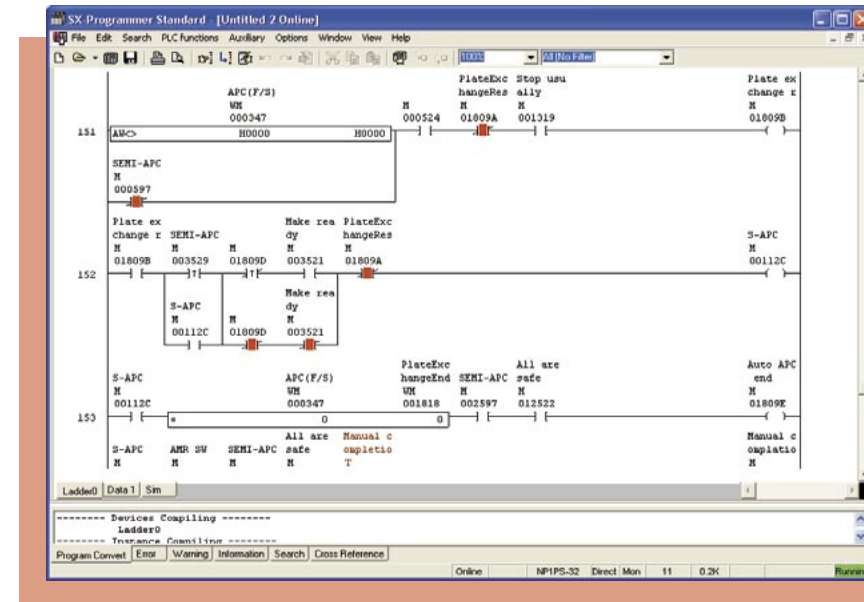 SX-Programmer Standard - [Untitled 2 Online]
File Edit Search PLC functions Auxiliary Options Window View Help
100% All (No Filter)
PlateExc Stop usu Plate ex
APC(F/S) hangeRes ally change r
WM M M M M
000347 000524 01809A 001319 01809B
151 AW<> H0000 H0000
SEMI-APC
M
000597
Plate ex Make rea PlateExc
change r SEMI-APC dy hangeRes S-APC
M M M M M M
01809B 003529 01809D 003521 01809A 00112C
152
Make rea
S-APC dy
M M M
00112C 01809D 003521
PlateExc All are Auto APC
S-APC APC(F/S) hangeEnd SEMI-APC safe end
M WM WM M M M
00112C 000347 001818 002597 012522 01809E
153 = 0 0
All are Manual c Manual c
S-APC AMR SW SEMI-APC safe ompletio omplatio
M M M M T M
Ladder0 Data 1 Sim
-------- Devices Compiling --------
Ladder0
-------- Instance Compiling --------
Program Convert Error Warning Information Search Cross Reference
Online NP1PS-32 Direct Mon 11 0.2K Running